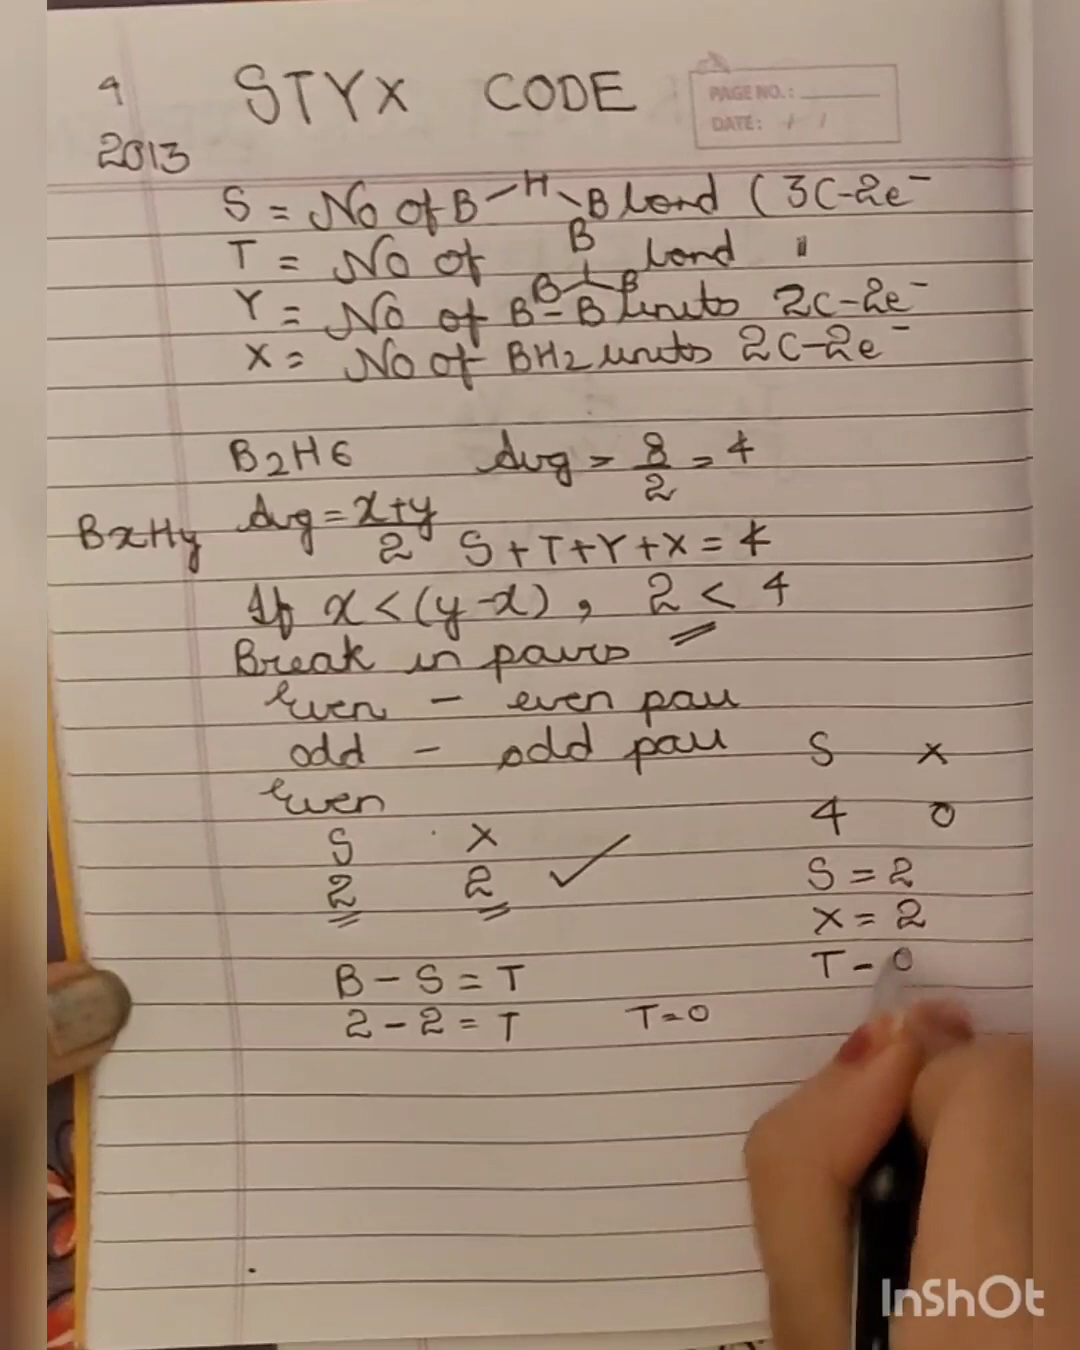 4 STYX CODE
2013
PAGE NO.:
DATE: / /
S = No of B-H-B bond (3C-2e⁻
T = No of B-B-B bond "
Y = No of B-B units 2C-2e⁻
X = No of BH2 units 2C-2e⁻
B2H6 Avg = 8/2 = 4
BxHy Avg = x+y/2 S+T+Y+X=4
If x<(y-x), 2 < 4
Break in pairs
Even - even pair
odd - odd pair S X
Even 4 0
S X
2 2 ✓ S = 2
X = 2
B - S = T T - 0
2 - 2 = T T=0
InShOt